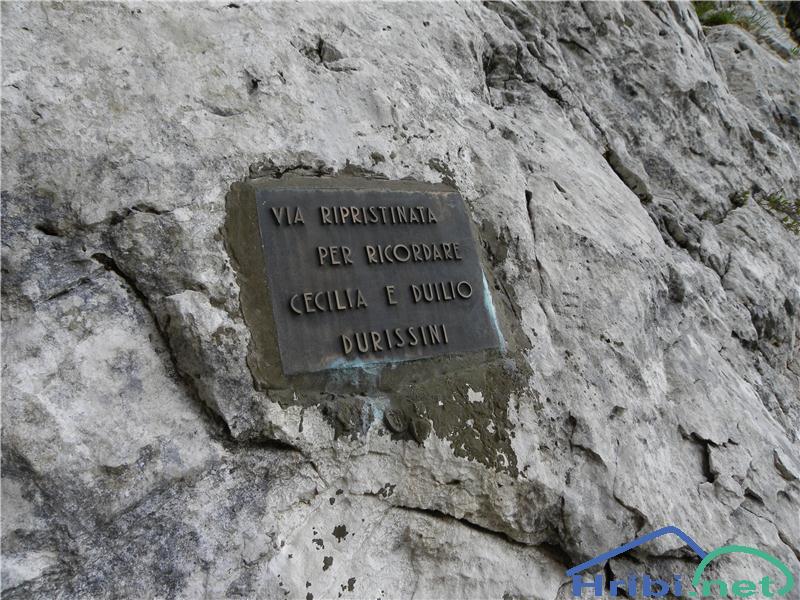 VIA RIPRISTINATA
PER RICORDARE
CECILIA E DUILIO
DURISSINI
Hribi.net